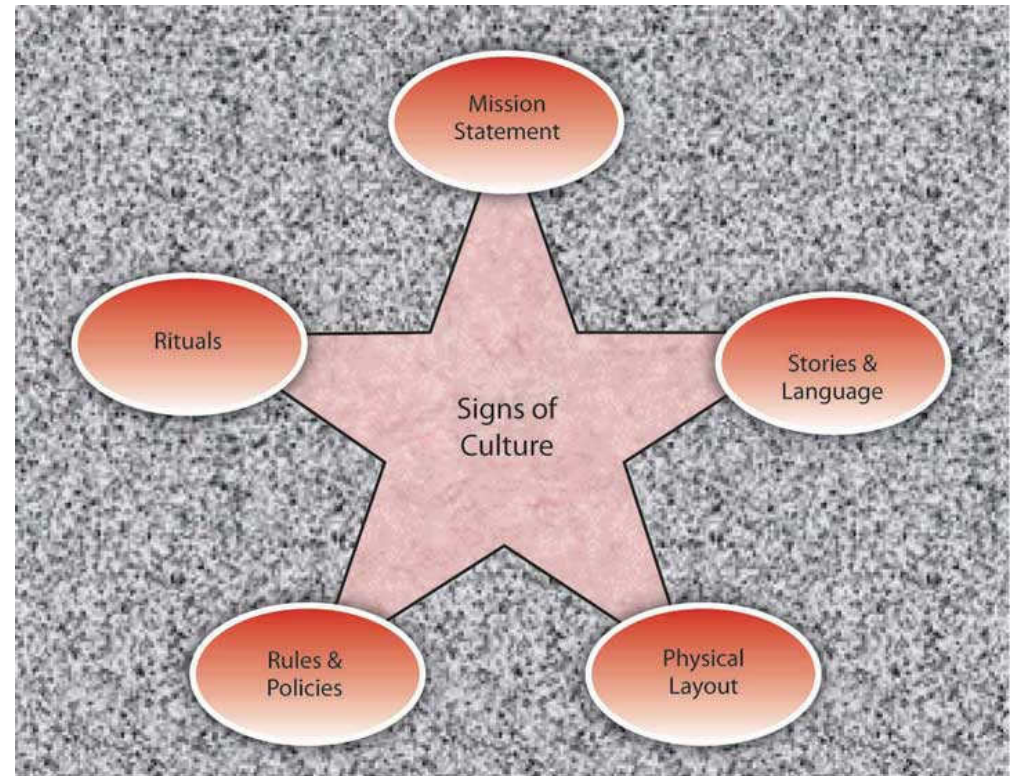 Mission
Statement
Rituals
Stories &
Language
Signs of
Culture
Rules &
Policies
Physical
Layout